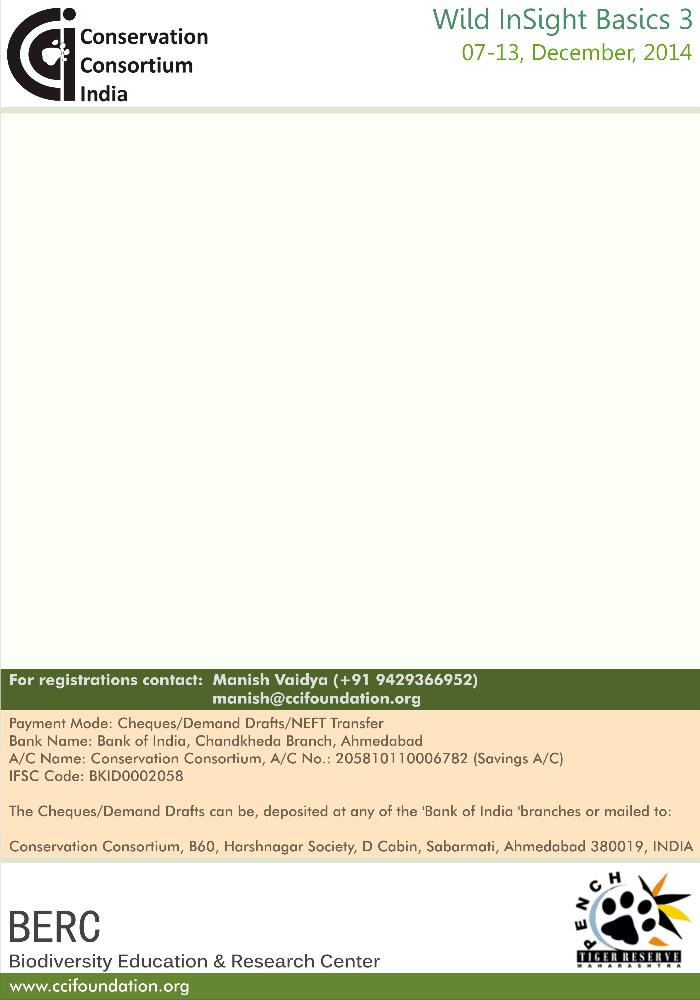 Conservation
Consortium
India
Wild InSight Basics 3
07-13, December, 2014
For registrations contact: Manish Vaidya (+91 9429366952)
manish@ccifoundation.org
Payment Mode: Cheques/Demand Drafts/NEFT Transfer
Bank Name: Bank of India, Chandkheda Branch, Ahmedabad
A/C Name: Conservation Consortium, A/C No.: 205810110006782 (Savings A/C)
IFSC Code: BKID0002058
The Cheques/Demand Drafts can be, deposited at any of the 'Bank of India 'branches or mailed to:
Conservation Consortium, B60, Harshnagar Society, D Cabin, Sabarmati, Ahmedabad 380019, INDIA
BERC
Biodiversity Education & Research Center
PENCH
TIGER RESERVE
MAHARASHTRA
www.ccifoundation.org